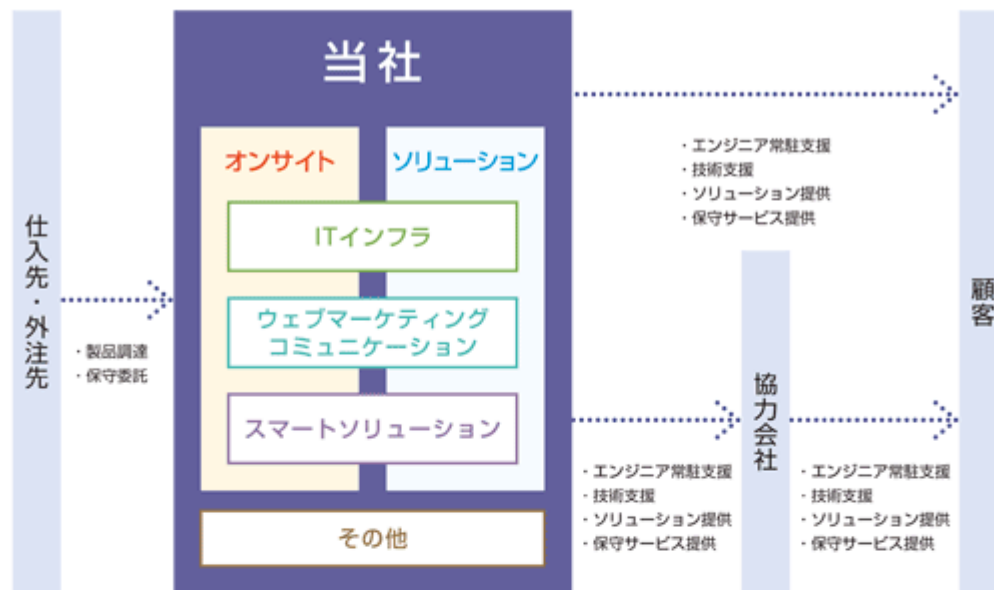 仕入先・外注先
・製品調達
・保守委託
当社
オンサイト
ソリューション
ITインフラ
ウェブマーケティング
コミュニケーション
スマートソリューション
その他
・エンジニア常駐支援
・技術支援
・ソリューション提供
・保守サービス提供
・エンジニア常駐支援
・技術支援
・ソリューション提供
・保守サービス提供
協力会社
・エンジニア常駐支援
・技術支援
・ソリューション提供
・保守サービス提供
顧客